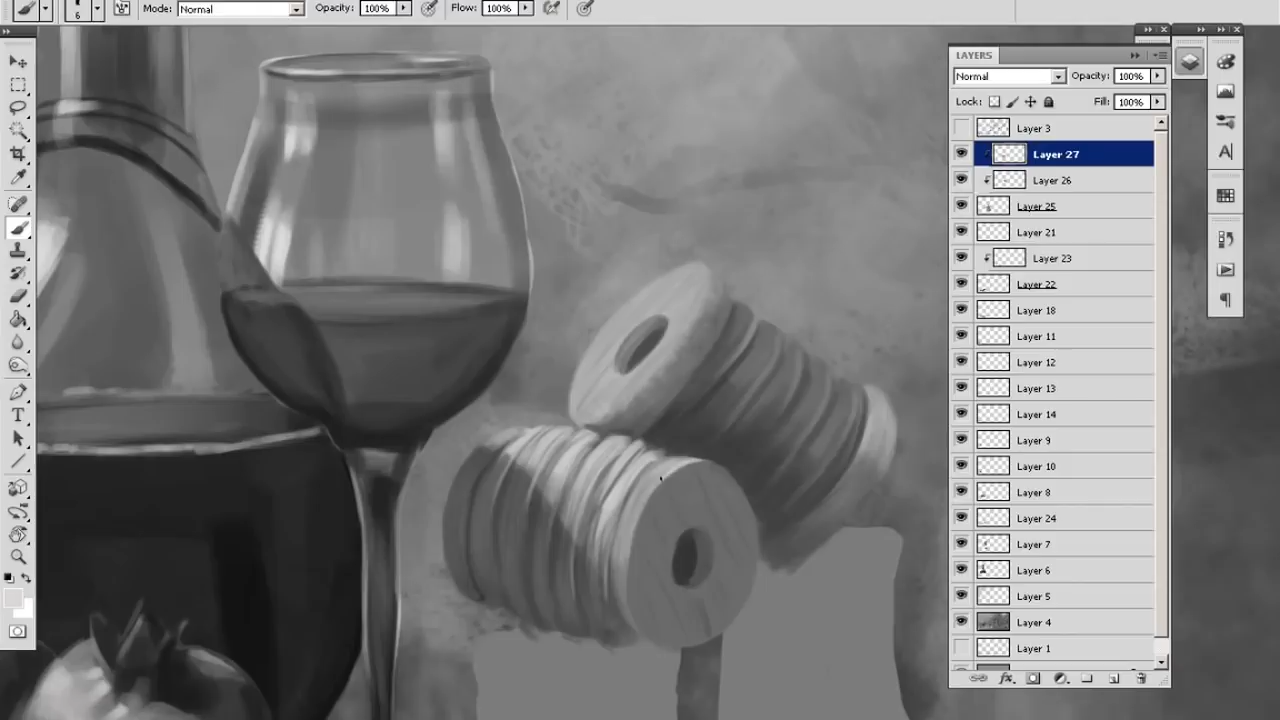 6 Mode: Normal Opacity: 100% Flow: 100%
LAYERS
Normal Opacity: 100%
Lock: Fill: 100%
Layer 3
Layer 27
Layer 26
Layer 25
Layer 21
Layer 23
Layer 22
Layer 18
Layer 11
Layer 12
Layer 13
Layer 14
Layer 9
Layer 10
Layer 8
Layer 24
Layer 7
Layer 6
Layer 5
Layer 4
Layer 1